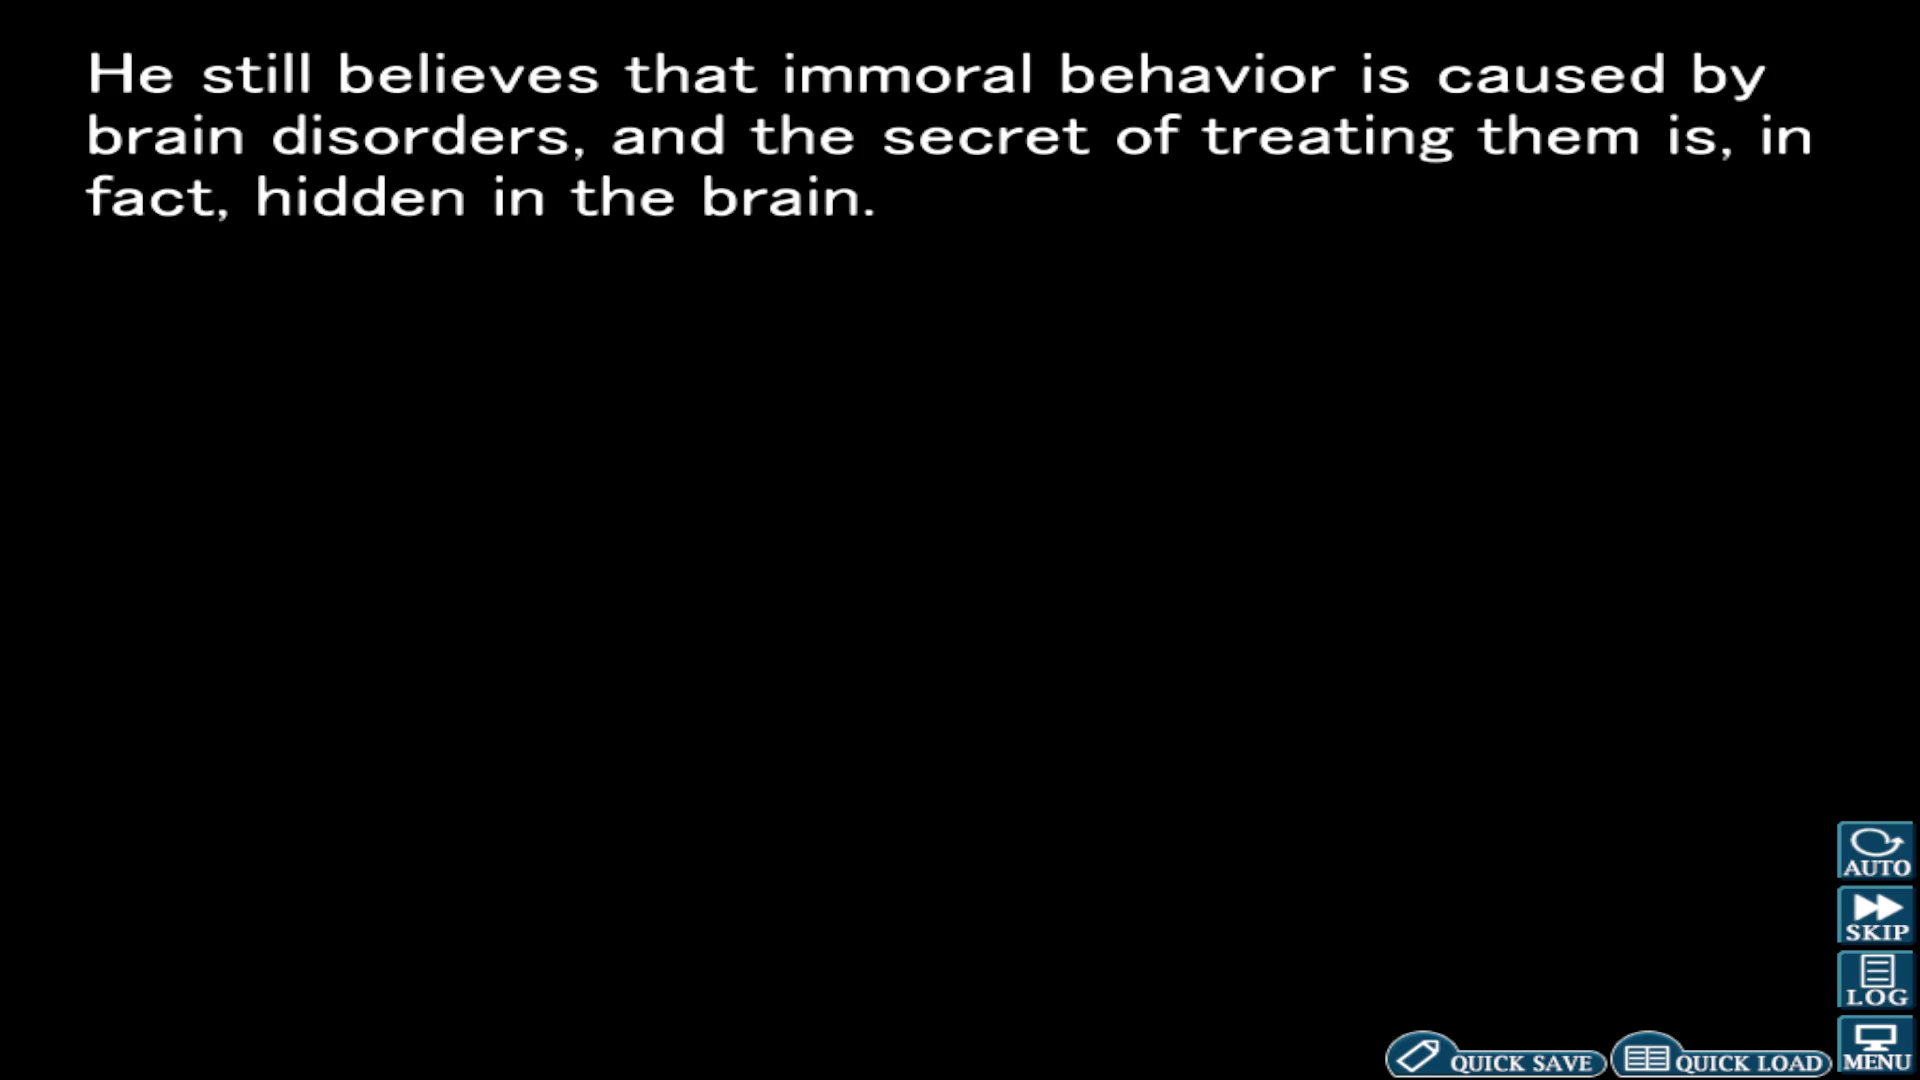 He still believes that immoral behavior is caused by
brain disorders, and the secret of treating them is, in
fact, hidden in the brain.
AUTO
SKIP
LOG
QUICK SAVE QUICK LOAD MENU